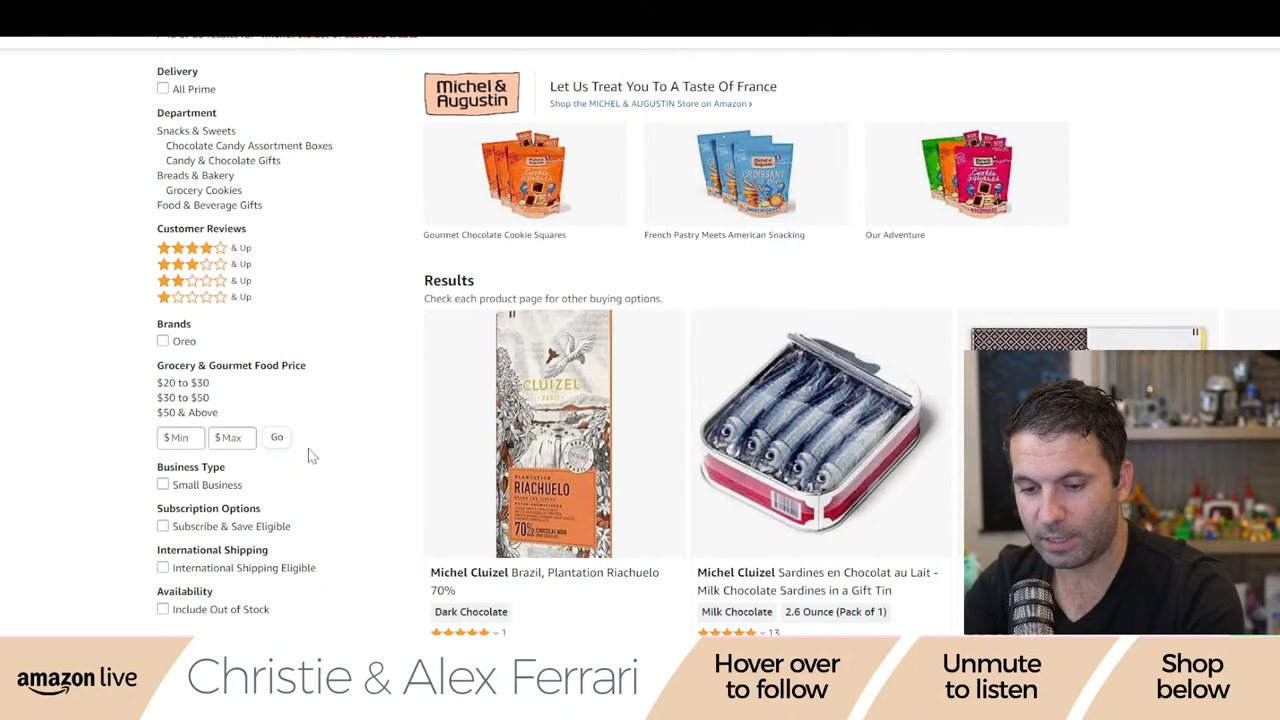 Delivery
All Prime
Department
Snacks & Sweets
Chocolate Candy Assortment Boxes
Candy & Chocolate Gifts
Breads & Bakery
Grocery Cookies
Food & Beverage Gifts
Customer Reviews
& Up
& Up
& Up
& Up
Brands
Oreo
Grocery & Gourmet Food Price
$20 to $30
$30 to $50
$50 & Above
$ Min $ Max Go
Business Type
Small Business
Subscription Options
Subscribe & Save Eligible
International Shipping
International Shipping Eligible
Availability
Include Out of Stock
Michel &
Augustin
Let Us Treat You To A Taste Of France
Shop the MICHEL & AUGUSTIN Store on Amazon ›
Gourmet Chocolate Cookie Squares
French Pastry Meets American Snacking
Our Adventure
Results
Check each product page for other buying options.
CLUIZEL
PARIS
PLANTATION
RIACHUELO
70%
Michel Cluizel Brazil, Plantation Riachuelo
70%
Dark Chocolate
1
Michel Cluizel Sardines en Chocolat au Lait -
Milk Chocolate Sardines in a Gift Tin
Milk Chocolate
2.6 Ounce (Pack of 1)
13
amazon live
Christie & Alex Ferrari
Hover over
to follow
Unmute
to listen
Shop
below